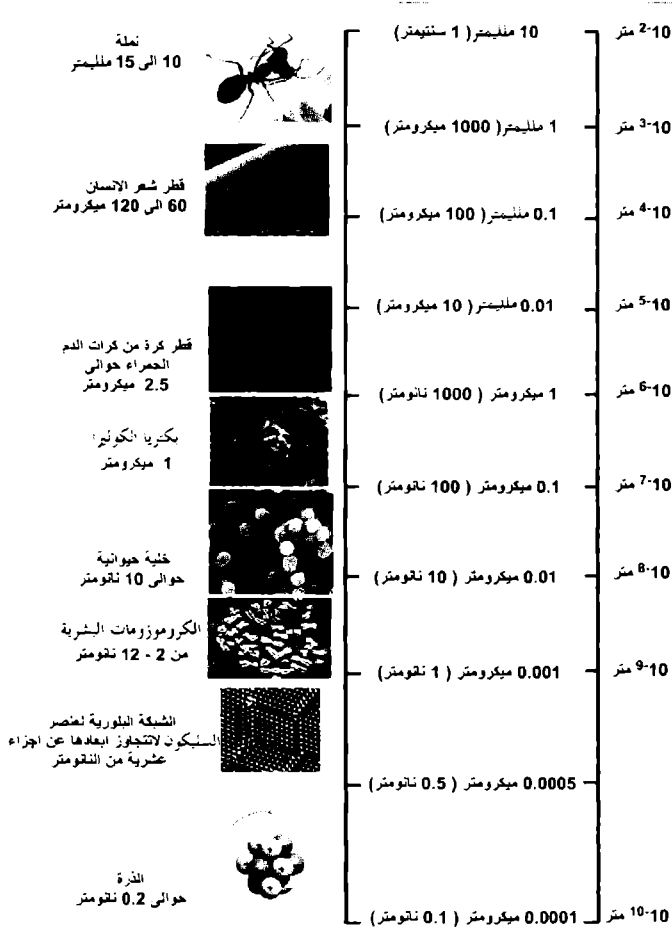 نملة
10 الى 15 ملليمتر
قطر شعر الانسان
60 الى 120 ميكرومتر
قطر كرة من كرات الدم
الحمراء حوالى
2.5 ميكرومتر
بكتريا الكوليرا
1 ميكرومتر
خلية حيوانية
حوالى 10 نانومتر
الكروموزومات البشرية
من 2 - 12 نانومتر
الشبكة البلورية لعنصر
السليكون لاتتجاوز ابعادها عن اجزاء
عشرية من النانومتر
الذرة
حوالى 0.2 نانومتر
10 ملليمتر( 1 سنتيمتر)
1 ملليمتر( 1000 ميكرومتر)
0.1 ملليمتر( 100 ميكرومتر)
0.01 ملليمتر( 10 ميكرومتر)
1 ميكرومتر ( 1000 نانومتر)
0.1 ميكرومتر ( 100 نانومتر)
0.01 ميكرومتر ( 10 نانومتر)
0.001 ميكرومتر ( 1 نانومتر)
0.0005 ميكرومتر ( 0.5 نانومتر)
0.0001 ميكرومتر ( 0.1 نانومتر)
10-2 متر
10-3 متر
10-4 متر
10-5 متر
10-6 متر
10-7 متر
10-8 متر
10-9 متر
10-10 متر